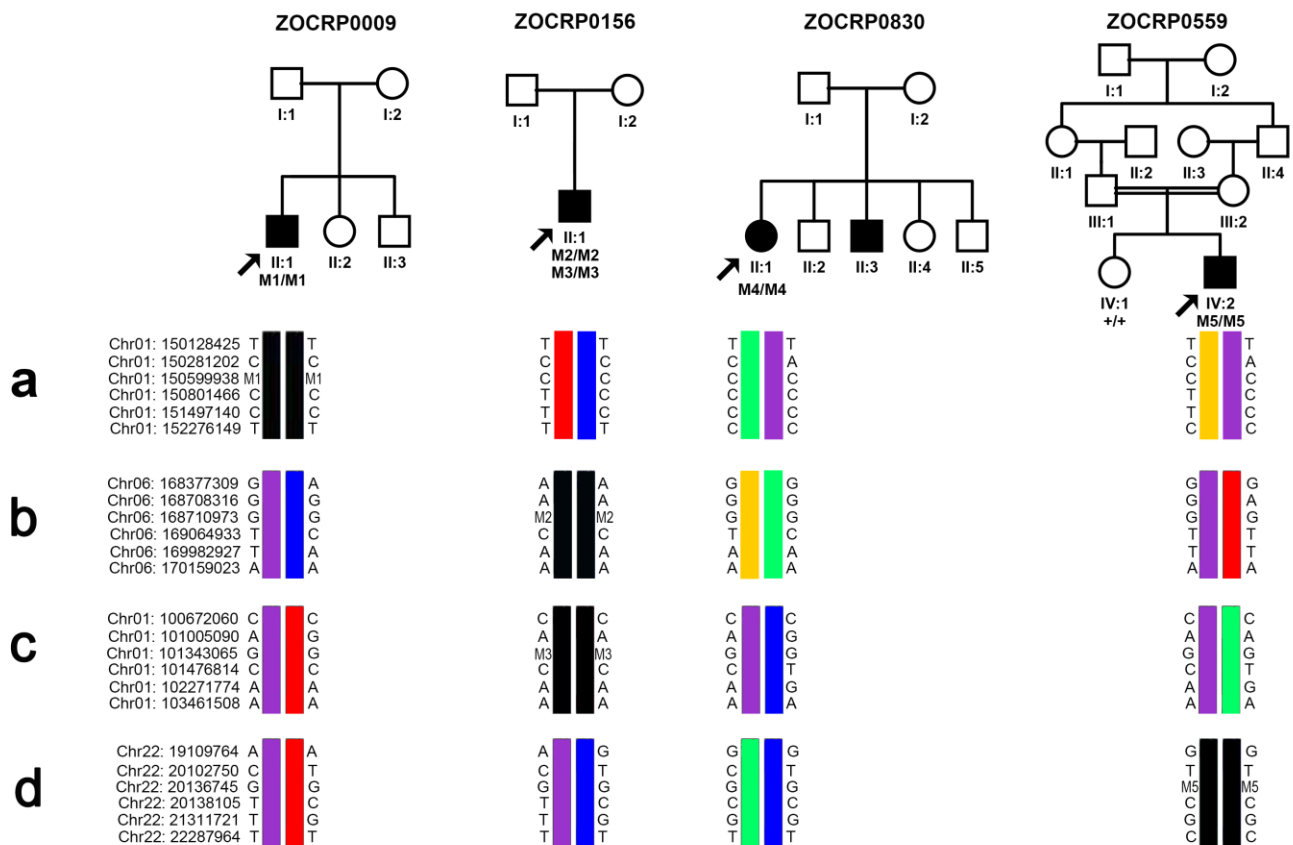 ZOCRP0009 ZOCRP0156 ZOCRP0830 ZOCRP0559
I:1 I:2 I:1 I:2 I:1 I:2 I:1 I:2
II:1 II:2 II:3 II:4
III:1 III:2
II:1 II:2 II:3 II:1 II:1 II:2 II:3 II:4 II:5 IV:1 IV:2
M1/M1 M2/M2 M4/M4 +/+ M5/M5
M3/M3
a
Chr01: 150128425 T T T T T T T T
Chr01: 150281202 C C C C C A C A
Chr01: 150599938 M1 M1 C C C C C C
Chr01: 150801466 C C T C C C T C
Chr01: 151497140 C C T C C C T C
Chr01: 152276149 T T T T C C C C
b
Chr06: 168377309 G A A A G G G G
Chr06: 168708316 G G A A G G G A
Chr06: 168710973 G G M2 M2 G G G G
Chr06: 169064933 T C C C T C T T
Chr06: 169982927 T A A A A A T T
Chr06: 170159023 A A A A A A A A
c
Chr01: 100672060 C C C C C C C C
Chr01: 101005090 A G A A A G A A
Chr01: 101343065 G G M3 M3 G G G G
Chr01: 101476814 C C C C C T C T
Chr01: 102271774 A A A A A G A G
Chr01: 103461508 A A A A A A A A
d
Chr22: 19109764 A A A G G G G G
Chr22: 20102750 C T C T C T T T
Chr22: 20136745 G G G G G G M5 M5
Chr22: 20138105 T C T C C C C C
Chr22: 21311721 T G T G G G G G
Chr22: 22287964 T T T T T T C C